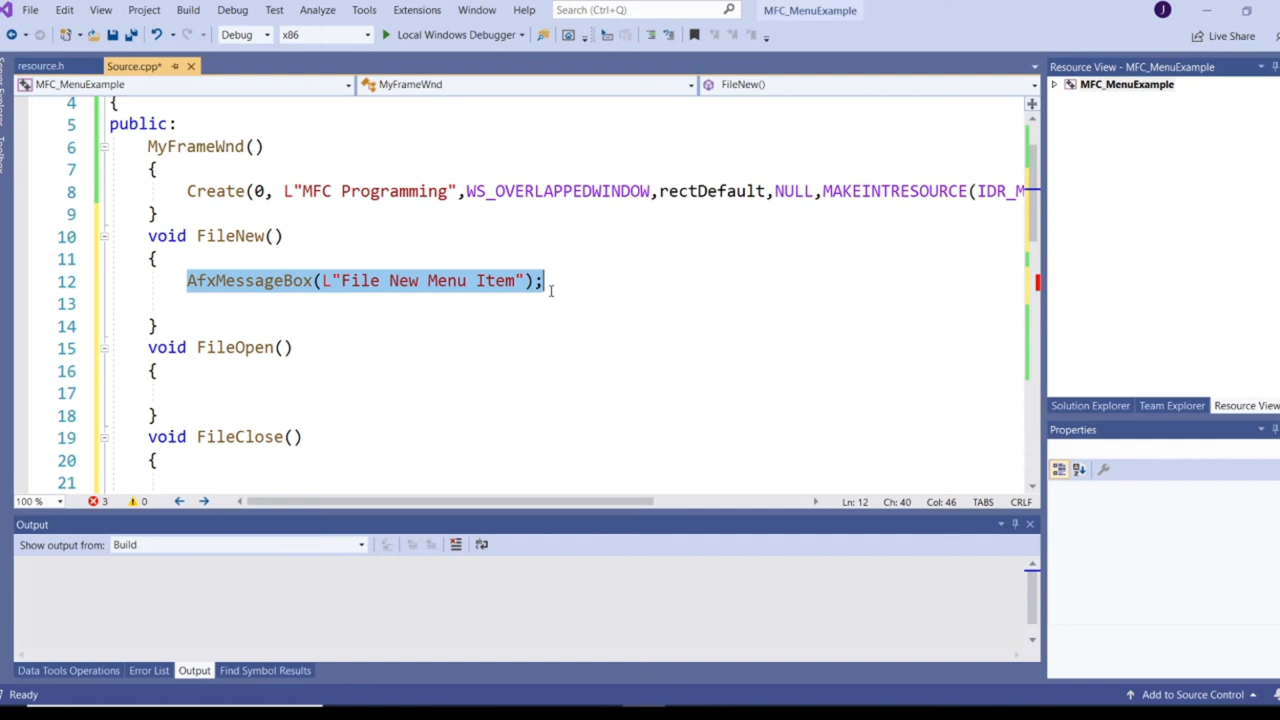 File Edit View Project Build Debug Test Analyze Tools Extensions Window Help Search (Ctrl+Q) MFC_MenuExample J
Debug x86 Local Windows Debugger Live Share
resource.h Source.cpp*
MFC_MenuExample MyFrameWnd FileNew()
4 {
5 public:
6 MyFrameWnd()
7 {
8 Create(0, L"MFC Programming",WS_OVERLAPPEDWINDOW,rectDefault,NULL,MAKEINTRESOURCE(IDR_M
9 }
10 void FileNew()
11 {
12 AfxMessageBox(L"File New Menu Item");
13
14 }
15 void FileOpen()
16 {
17
18 }
19 void FileClose()
20 {
21
100 % 3 0 Ln: 12 Ch: 40 Col: 46 TABS CRLF
Output
Show output from: Build
Data Tools Operations Error List Output Find Symbol Results
Resource View - MFC_MenuExample
MFC_MenuExample
Solution Explorer Team Explorer Resource View
Properties
Toolbox
Ready Add to Source Control